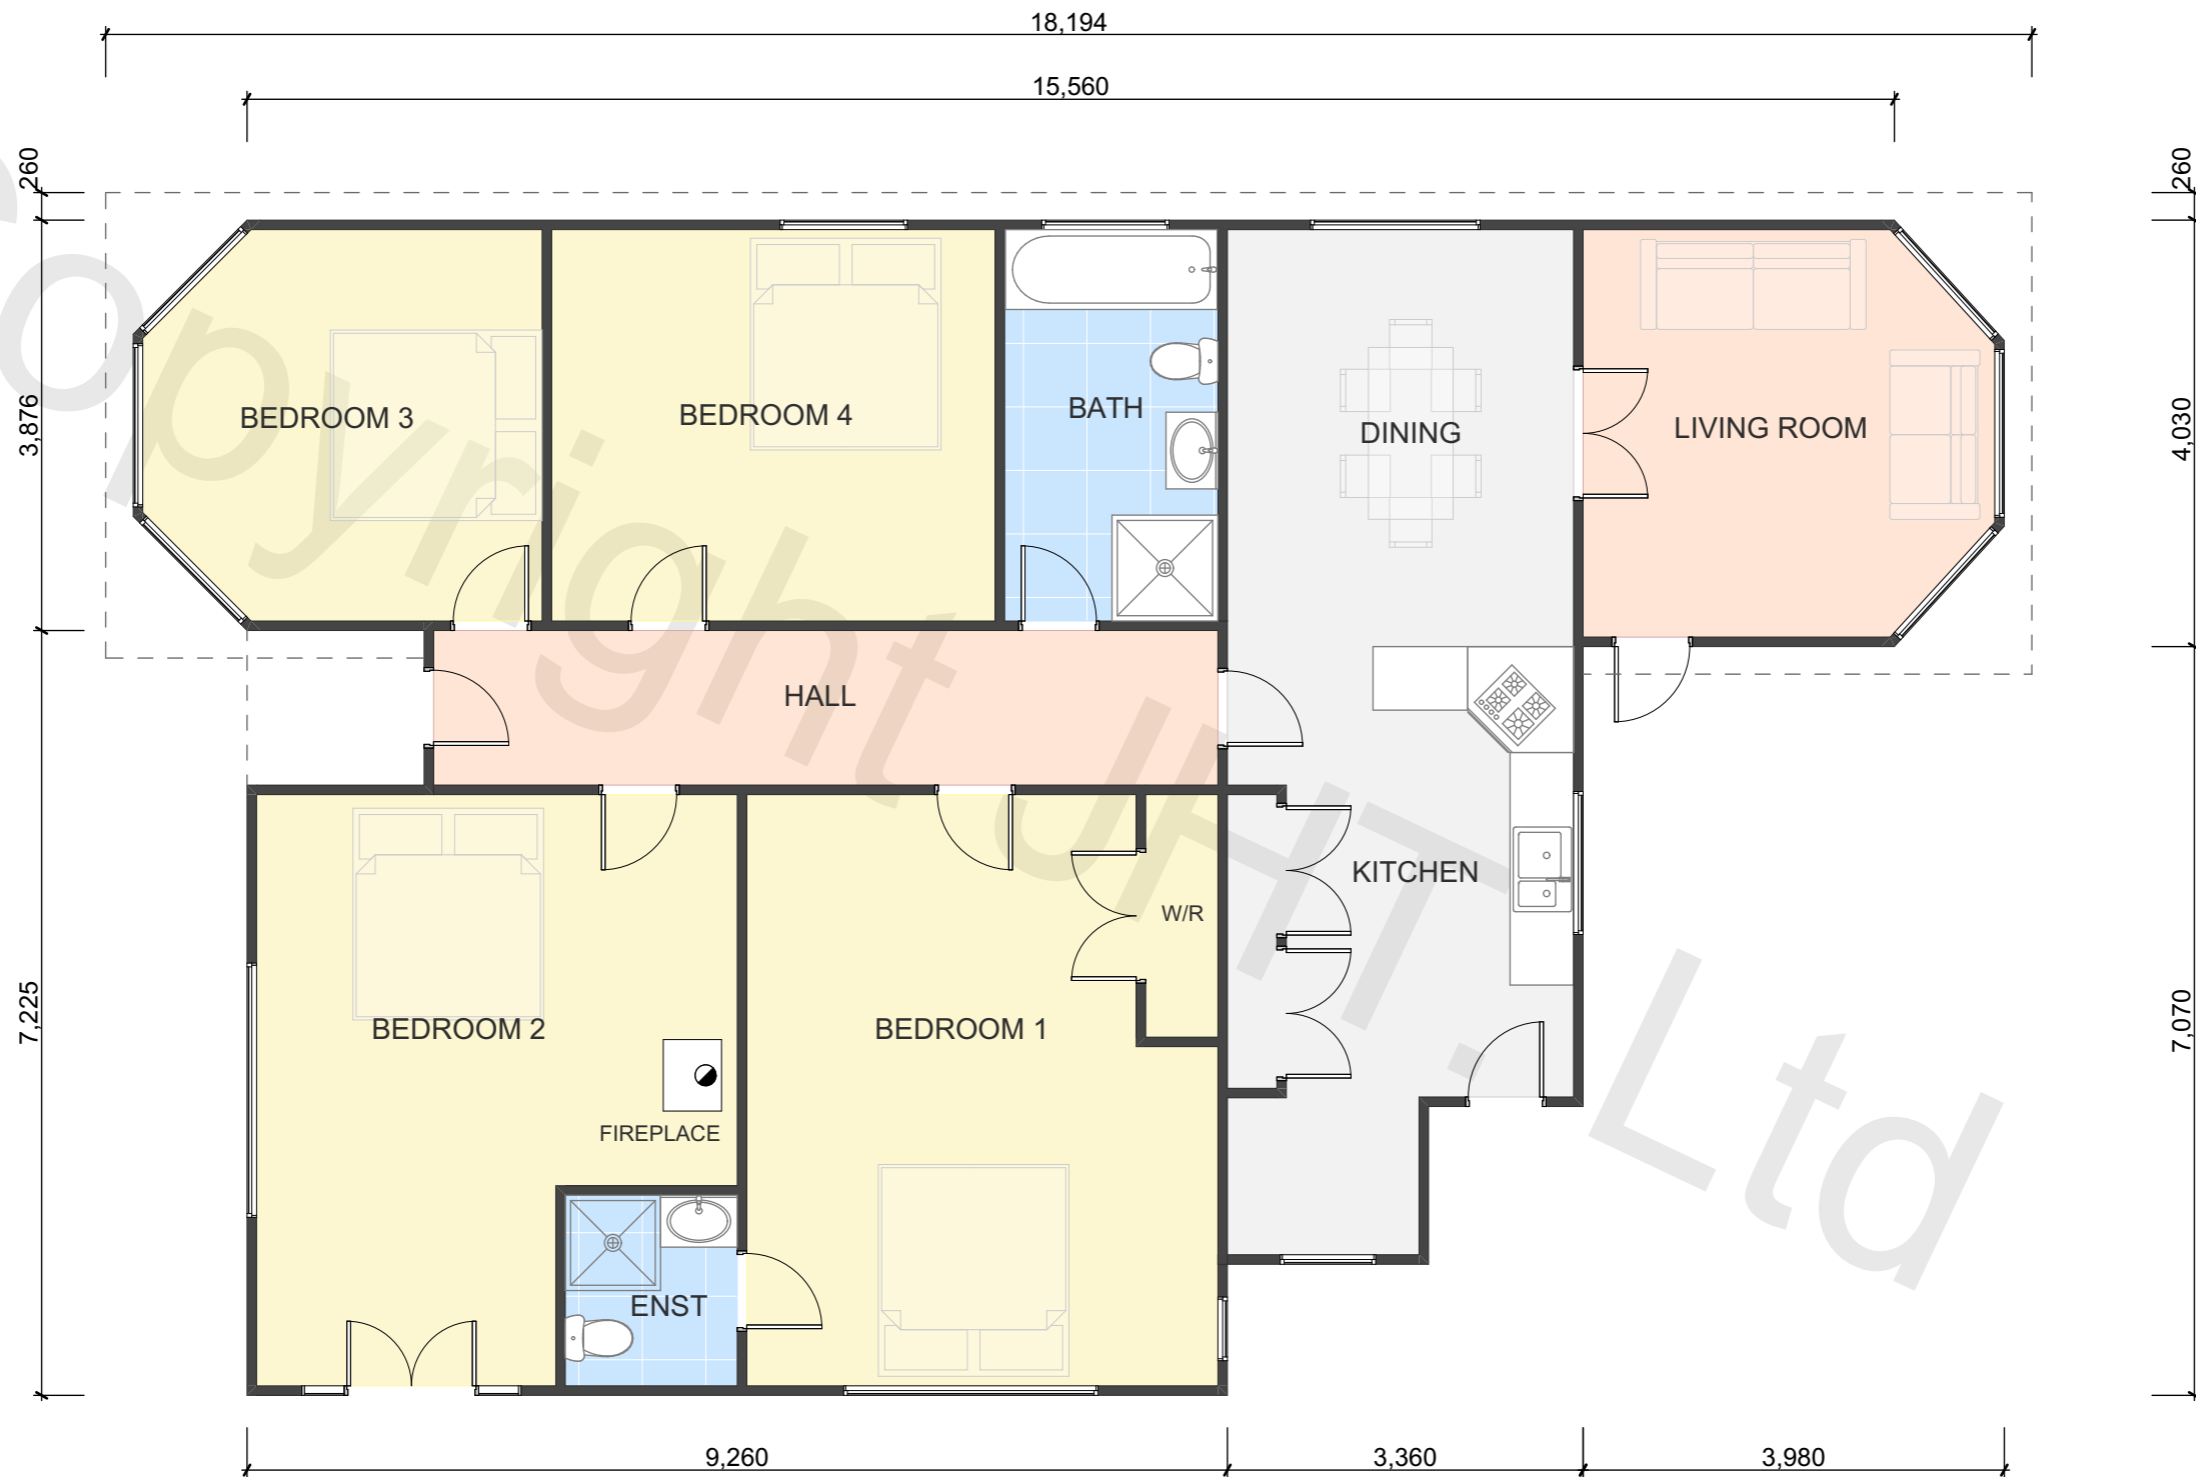 18,194
15,560
260
260
3,876
4,030
BEDROOM 3
BEDROOM 4
BATH
DINING
LIVING ROOM
HALL
KITCHEN
W/R
7,225
7,070
BEDROOM 2
BEDROOM 1
FIREPLACE
ENST
9,260
3,360
3,980
Copyright JHT. Ltd